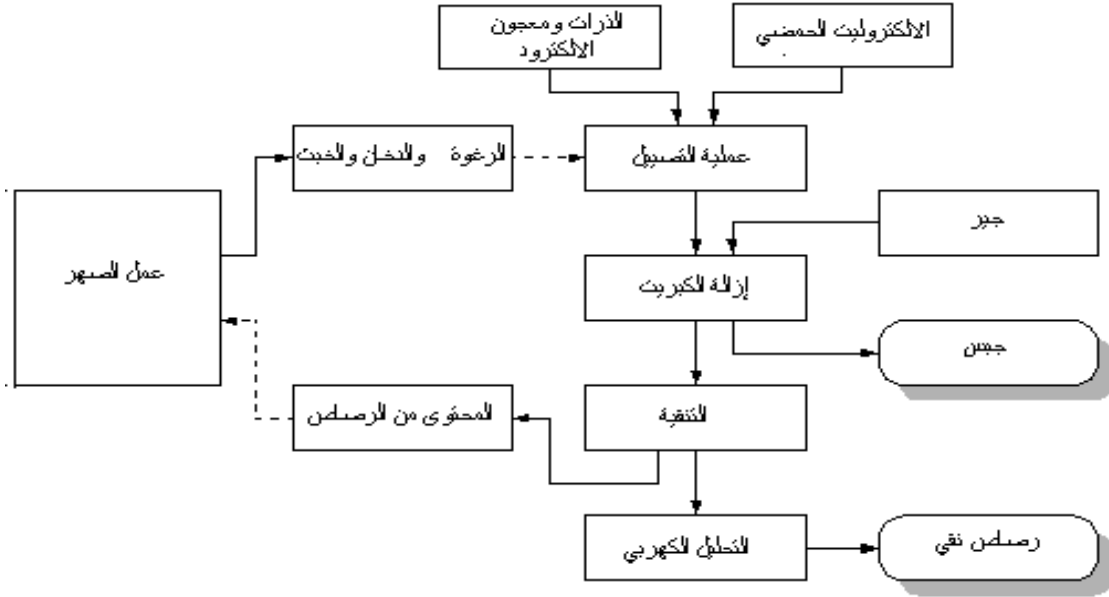 الذرات ومعجون
الالكترود
الالكتروليت الحمضي
الرغوة والدخان والخبث
عملية التسييل
جير
عمل الصهر
إزالة الكبريت
جبس
المحتوى من الرصاص
التنقية
التحليل الكهربي
رصاص نقي